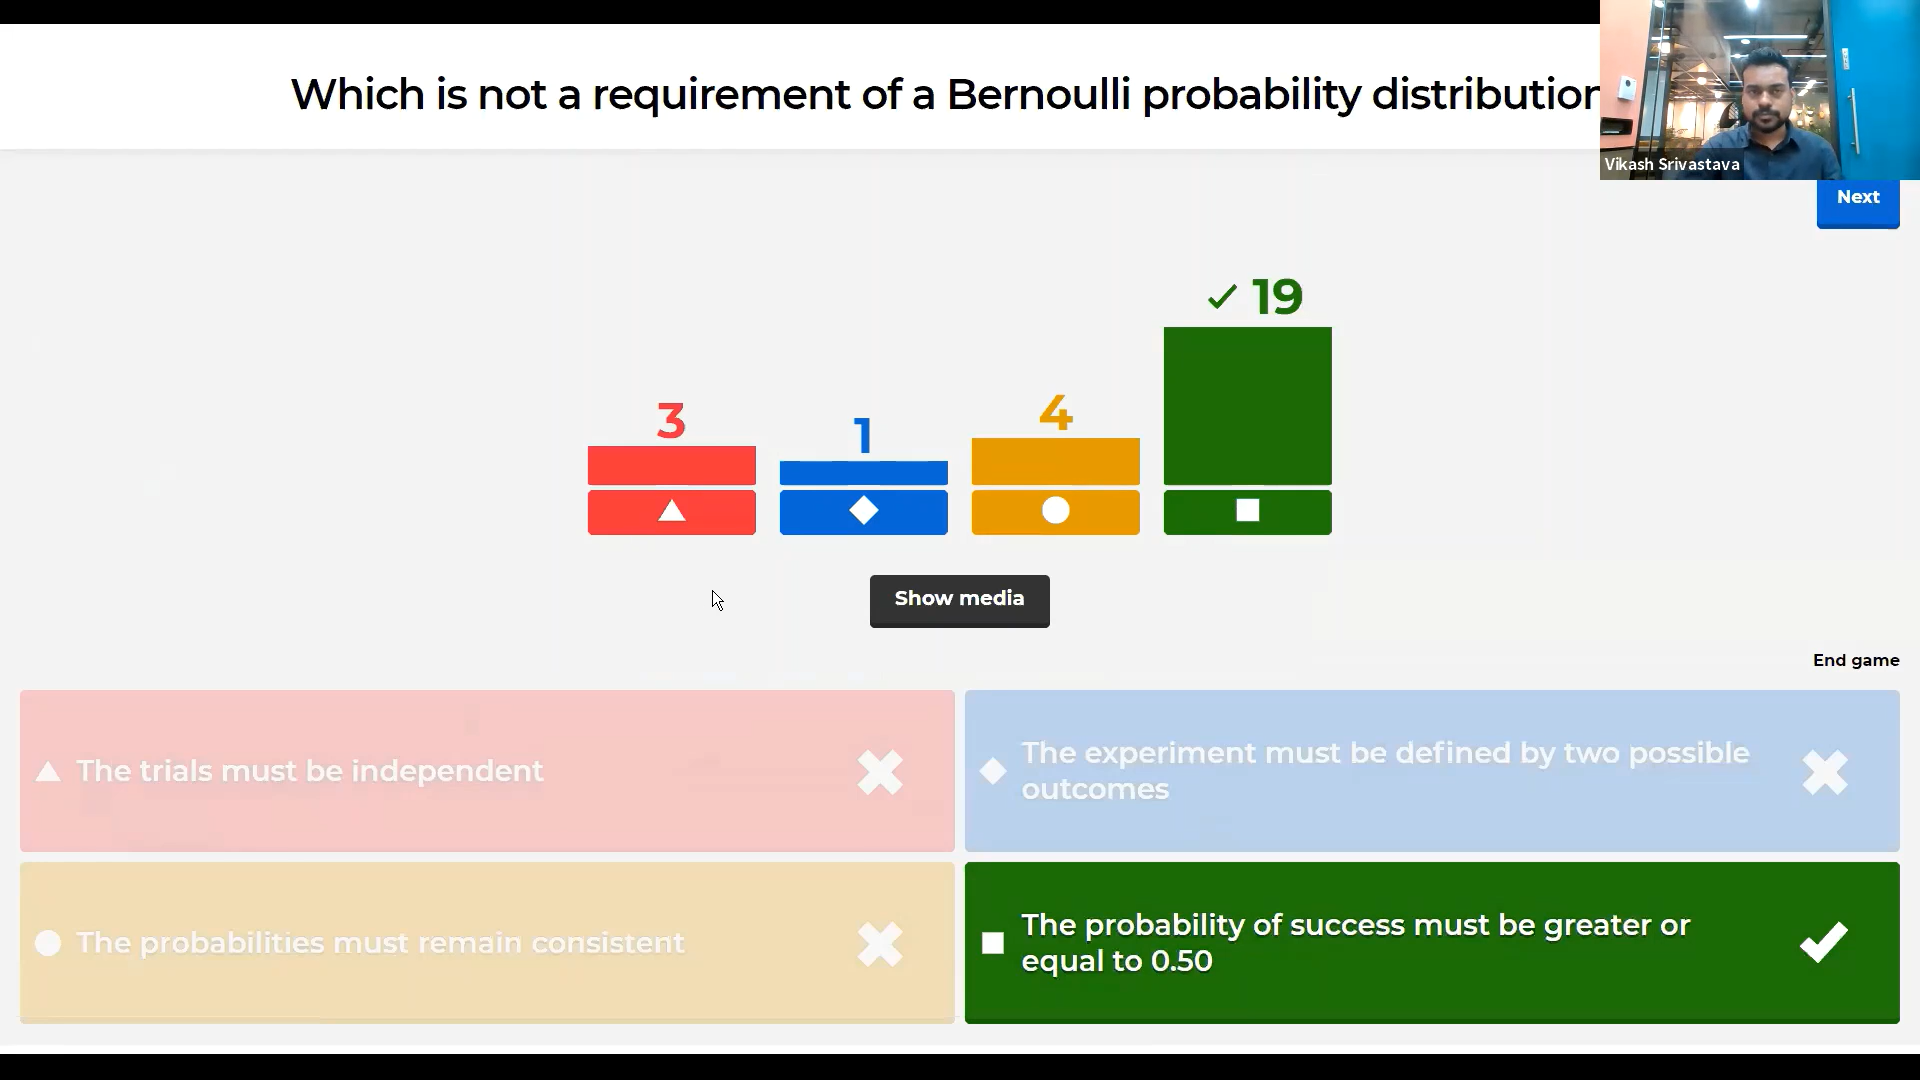 Which is not a requirement of a Bernoulli probability distribution
Vikash Srivastava
Next
19
3
1
4
Show media
End game
The trials must be independent
The experiment must be defined by two possible
outcomes
The probabilities must remain consistent
The probability of success must be greater or
equal to 0.50